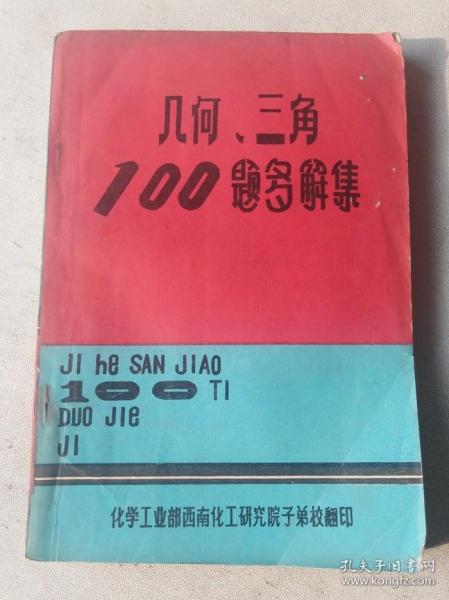 几何、三角
100题多解集
JI he SAN JIAO
100 TI
DUO JIe
JI
化学工业部西南化工研究院子弟校翻印
孔夫子旧书网
www.kongfz.com